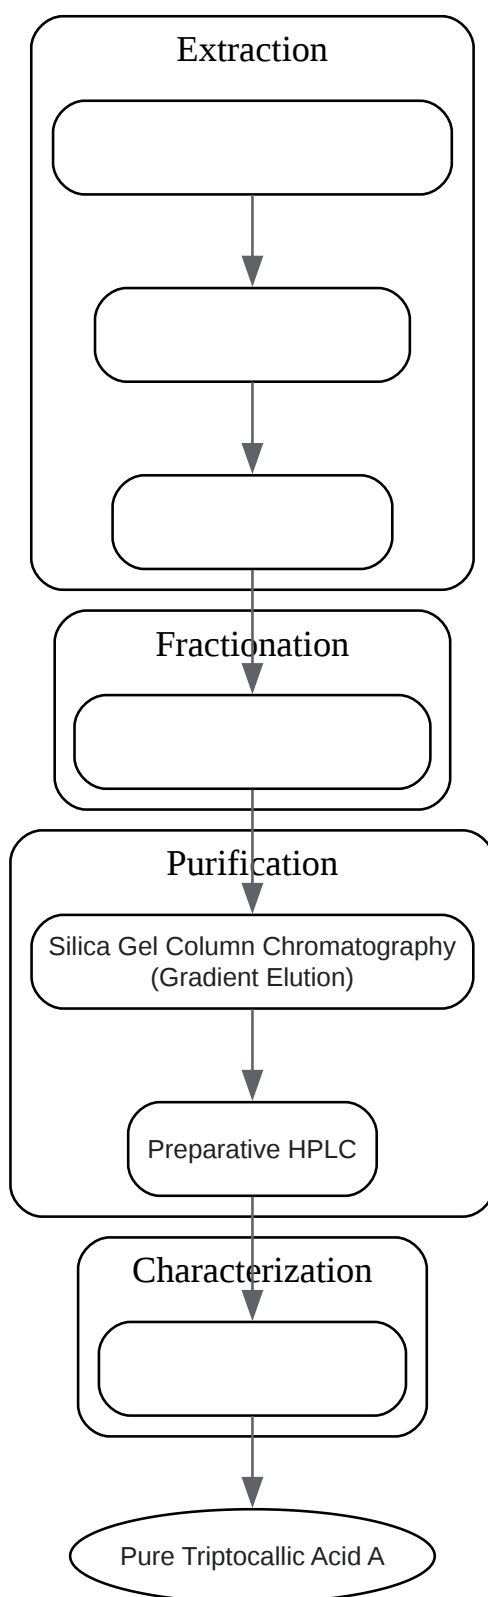 Extraction
Fractionation
Purification
Silica Gel Column Chromatography
(Gradient Elution)
Preparative HPLC
Characterization
Pure Triptocallic Acid A